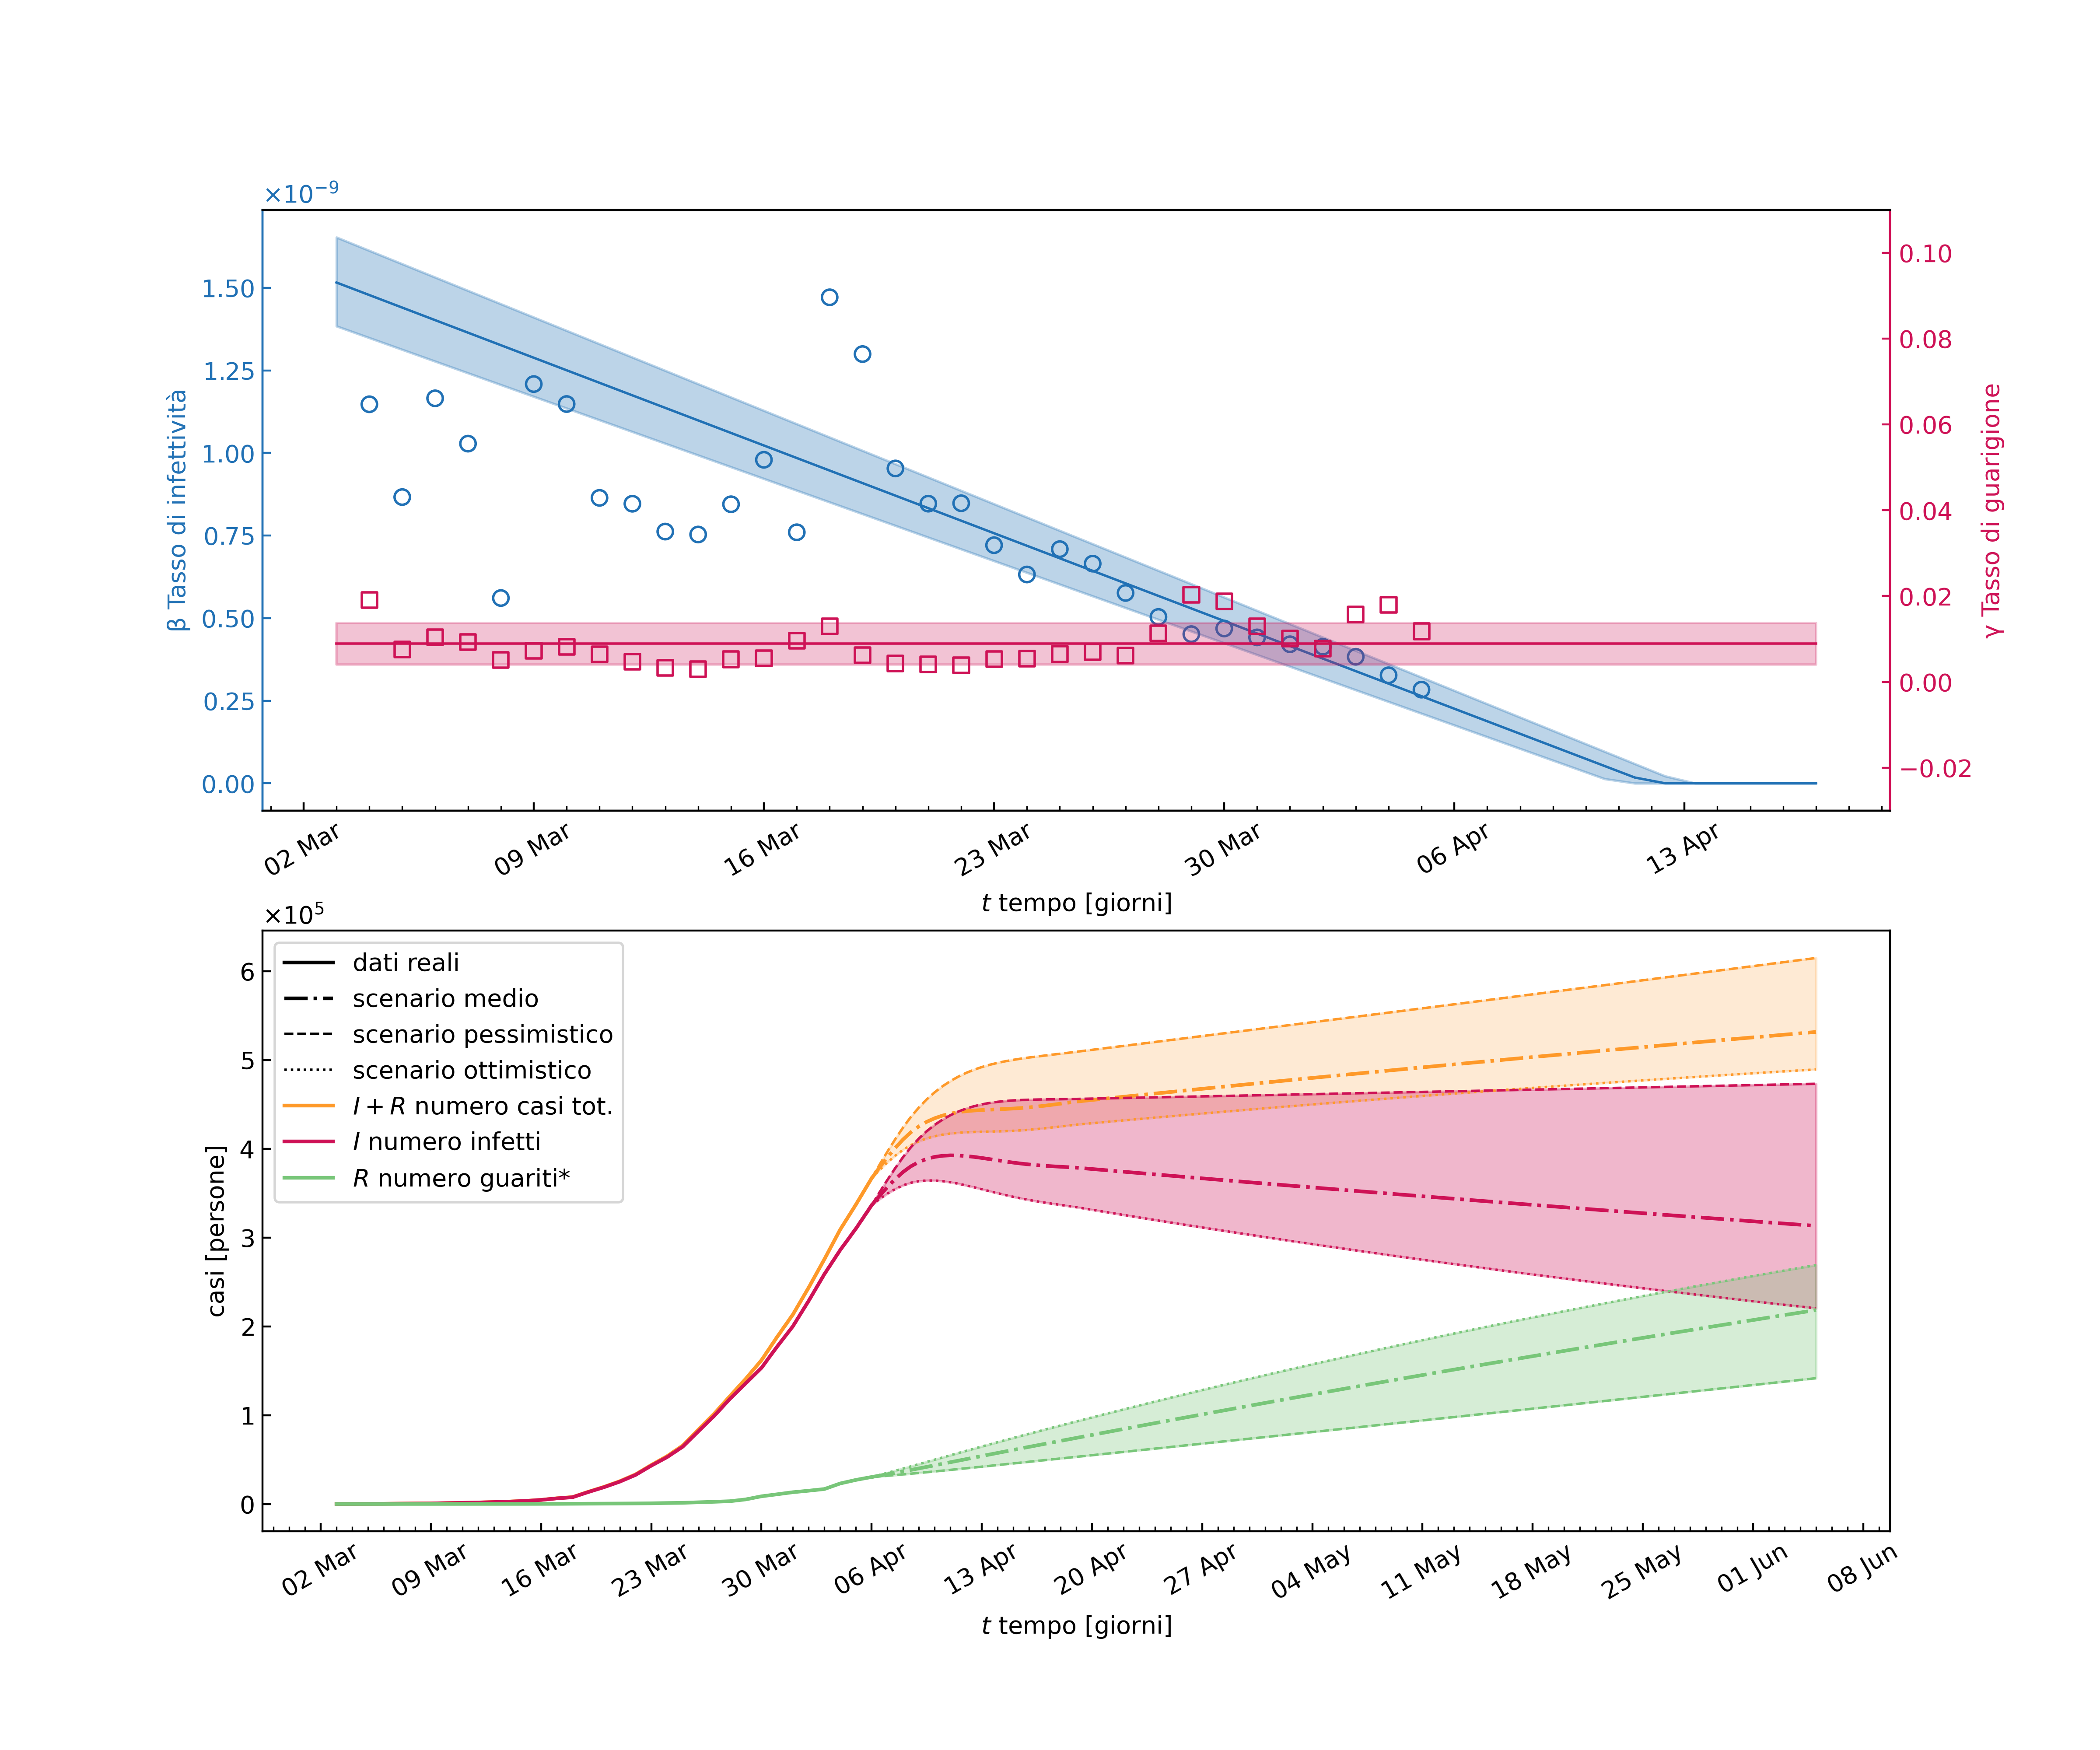 ×10⁻⁹
β Tasso di infettività
1.50
1.25
1.00
0.75
0.50
0.25
0.00
0.10
0.08
0.06
0.04
0.02
0.00
−0.02
γ Tasso di guarigione
02 Mar
09 Mar
16 Mar
23 Mar
30 Mar
06 Apr
13 Apr
t tempo [giorni]
×10⁵
casi [persone]
6
5
4
3
2
1
0
dati reali
scenario medio
scenario pessimistico
scenario ottimistico
I + R numero casi tot.
I numero infetti
R numero guariti*
02 Mar
09 Mar
16 Mar
23 Mar
30 Mar
06 Apr
13 Apr
20 Apr
27 Apr
04 May
11 May
18 May
25 May
01 Jun
08 Jun
t tempo [giorni]